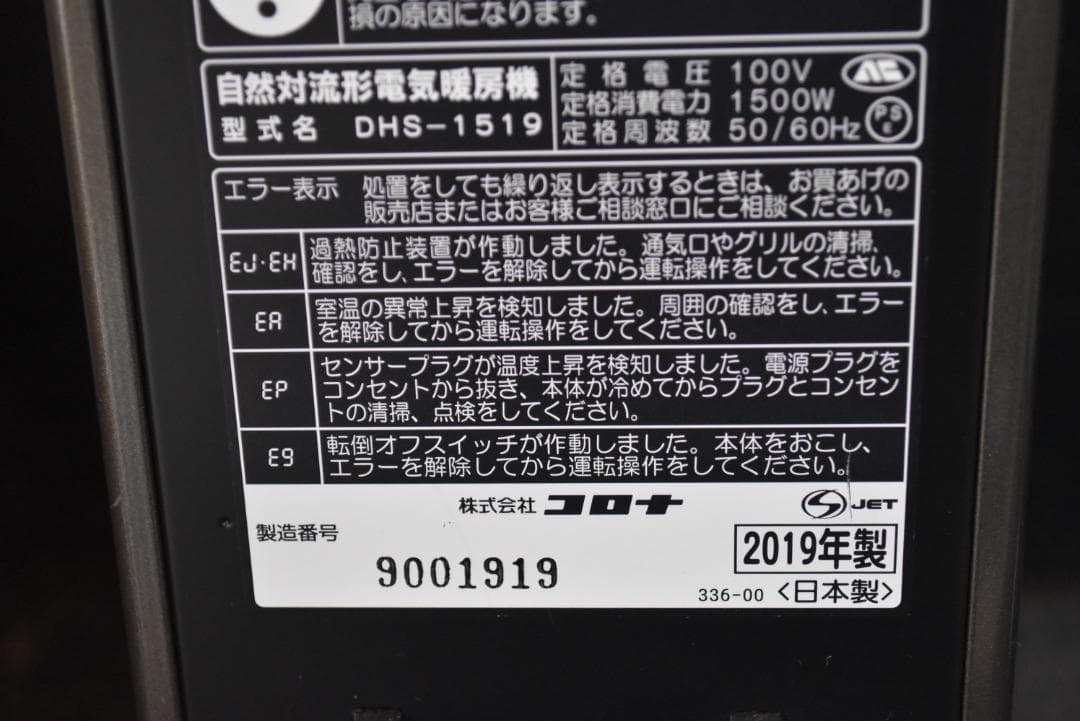 損の原因になります。
自然対流形電気暖房機
型式名 DHS-1519
定格電圧 100V
定格消費電力 1500W
定格周波数 50/60Hz
PS
E
エラー表示 処置をしても繰り返し表示するときは、お買あげの
販売店またはお客様ご相談窓口にご相談ください。
EJ・EH 過熱防止装置が作動しました。通気口やグリルの清掃、
確認をし、エラーを解除してから運転操作をしてください。
EA 室温の異常上昇を検知しました。周囲の確認をし、エラー
を解除してから運転操作をしてください。
EP センサープラグが温度上昇を検知しました。電源プラグを
コンセントから抜き、本体が冷めてからプラグとコンセン
トの清掃、点検をしてください。
E9 転倒オフスイッチが作動しました。本体をおこし、
エラーを解除してから運転操作をしてください。
株式会社 コロナ
JET
製造番号
9001919
2019年製
336-00 <日本製>